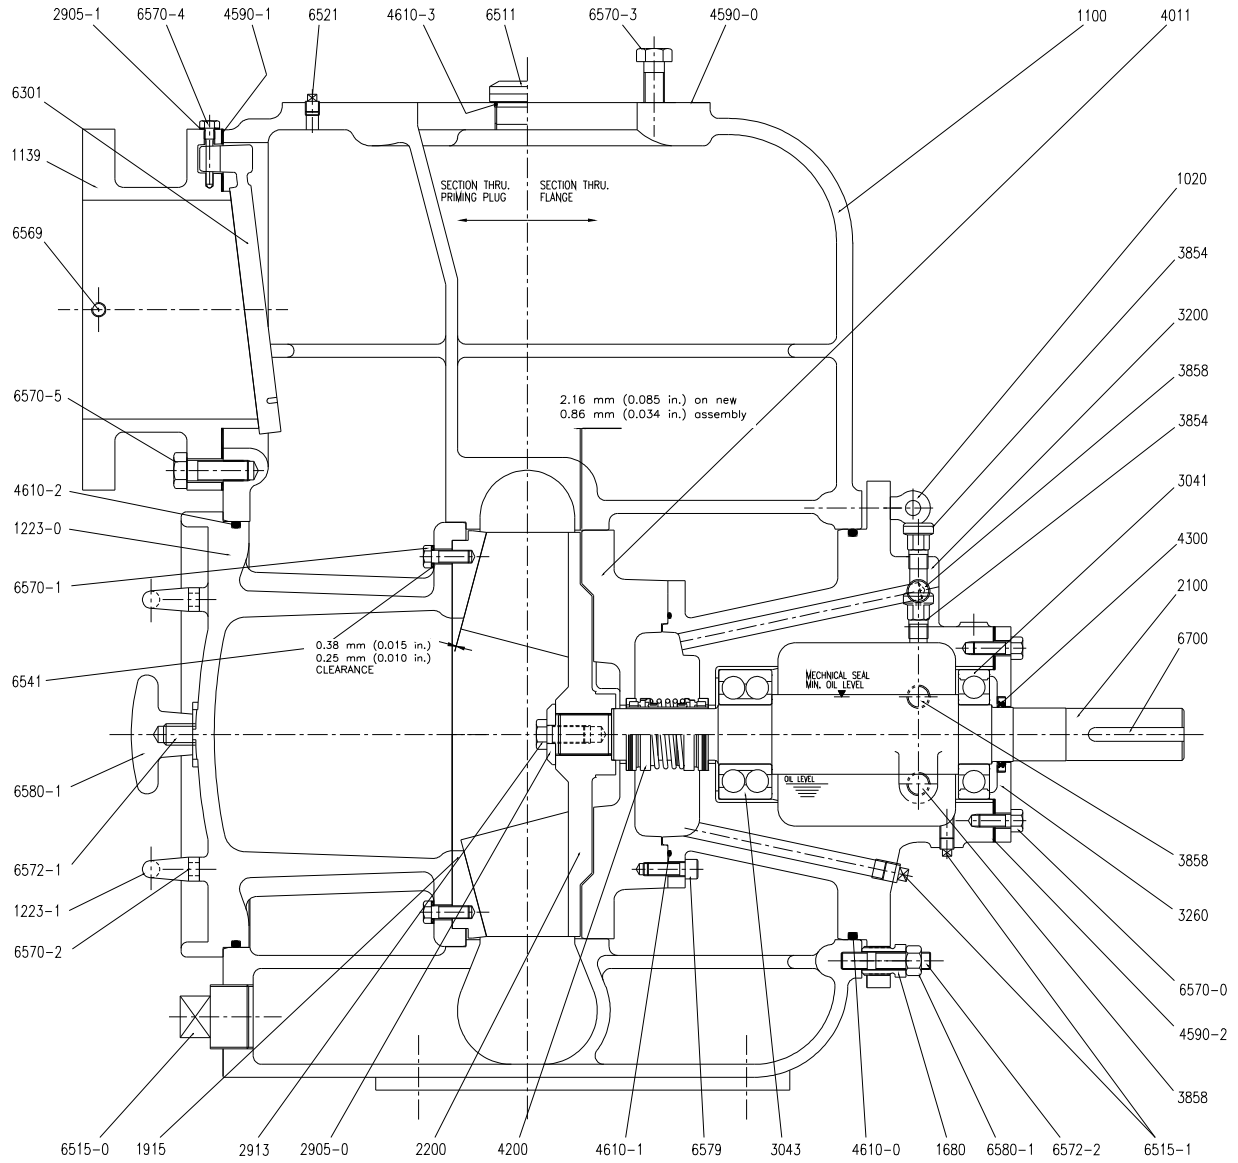 2905-1 6570-4 4590-1 6521 4610-3 6511 6570-3 4590-0 1100 4011
6301
1139
6569
6570-5
4610-2
1223-0
6570-1
6541
6580-1
6572-1
1223-1
6570-2
SECTION THRU.
PRIMING PLUG
SECTION THRU.
FLANGE
2.16 mm (0.085 in.) on new
0.86 mm (0.034 in.) assembly
0.38 mm (0.015 in.)
0.25 mm (0.010 in.)
CLEARANCE
MECHNICAL SEAL
MIN. OIL LEVEL
OIL LEVEL
1020
3854
3200
3858
3854
3041
4300
2100
6700
3858
3260
6570-0
4590-2
3858
6515-0 1915 2913 2905-0 2200 4200 4610-1 6579 3043 4610-0 1680 6580-1 6572-2 6515-1